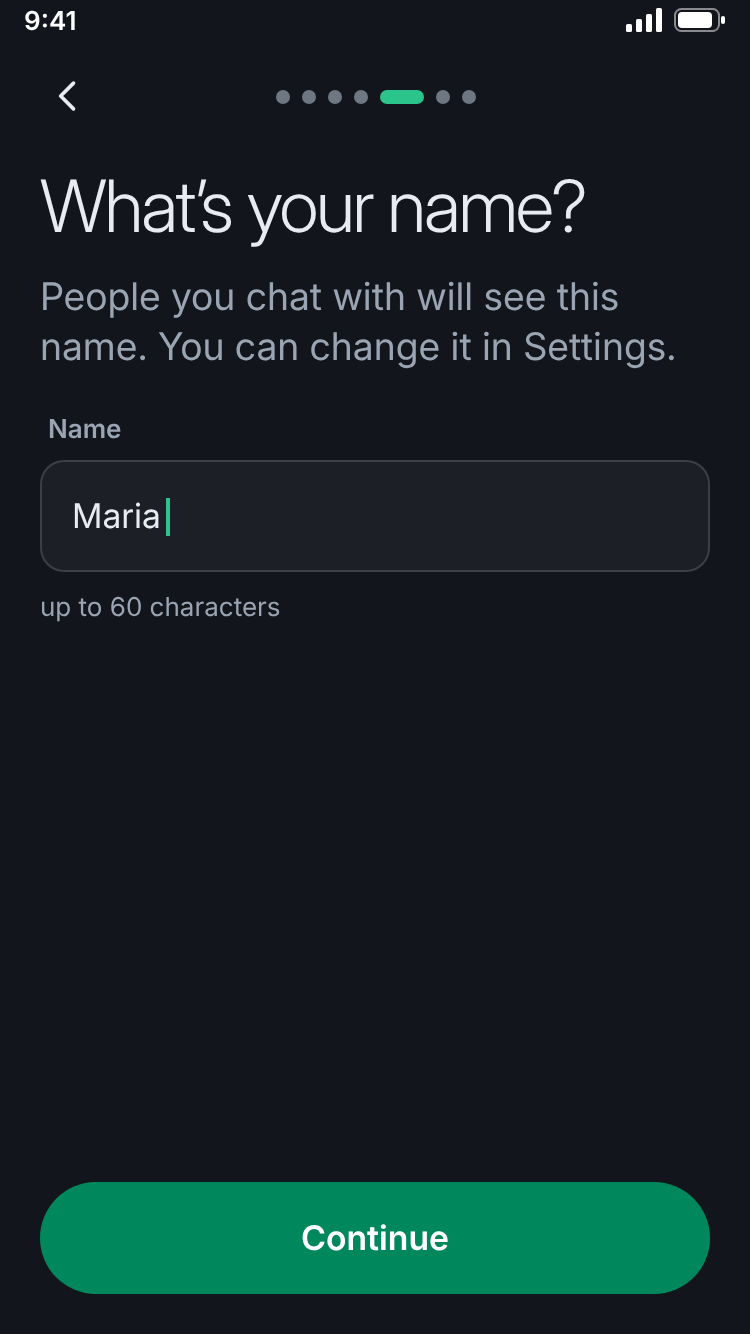 9:41
What's your name?
People you chat with will see this
name. You can change it in Settings.
Name
Maria
up to 60 characters
Continue